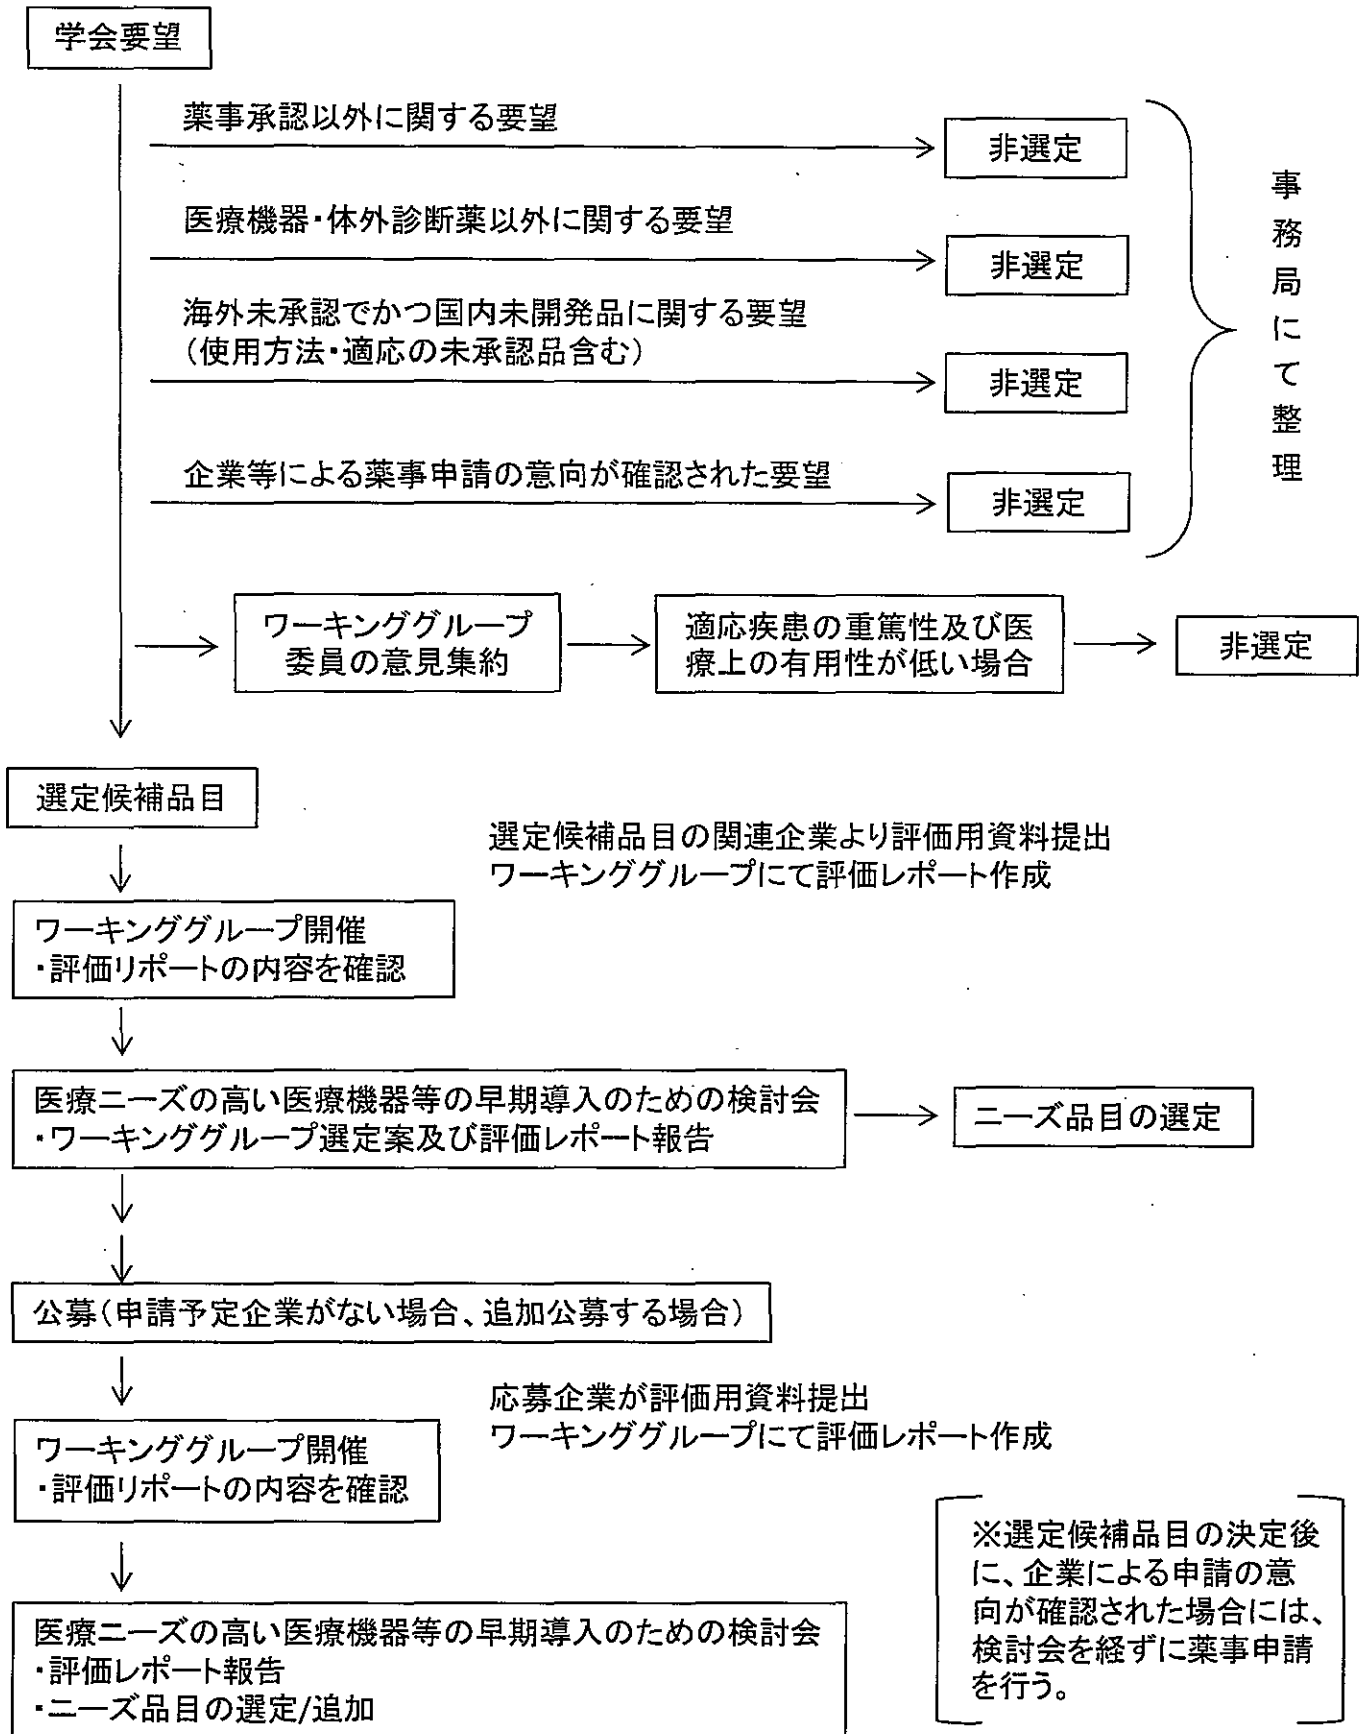 学会要望
薬事承認以外に関する要望
非選定
医療機器・体外診断薬以外に関する要望
非選定
海外未承認でかつ国内未開発品に関する要望
（使用方法・適応の未承認品含む）
非選定
企業等による薬事申請の意向が確認された要望
非選定
事務局にて整理
ワーキンググループ
委員の意見集約
適応疾患の重篤性及び医
療上の有用性が低い場合
非選定
選定候補品目
選定候補品目の関連企業より評価用資料提出
ワーキンググループにて評価レポート作成
ワーキンググループ開催
・評価リポートの内容を確認
医療ニーズの高い医療機器等の早期導入のための検討会
・ワーキンググループ選定案及び評価レポート報告
ニーズ品目の選定
公募（申請予定企業がない場合、追加公募する場合）
応募企業が評価用資料提出
ワーキンググループにて評価レポート作成
ワーキンググループ開催
・評価リポートの内容を確認
医療ニーズの高い医療機器等の早期導入のための検討会
・評価レポート報告
・ニーズ品目の選定/追加
※選定候補品目の決定後
に、企業による申請の意
向が確認された場合には、
検討会を経ずに薬事申請
を行う。